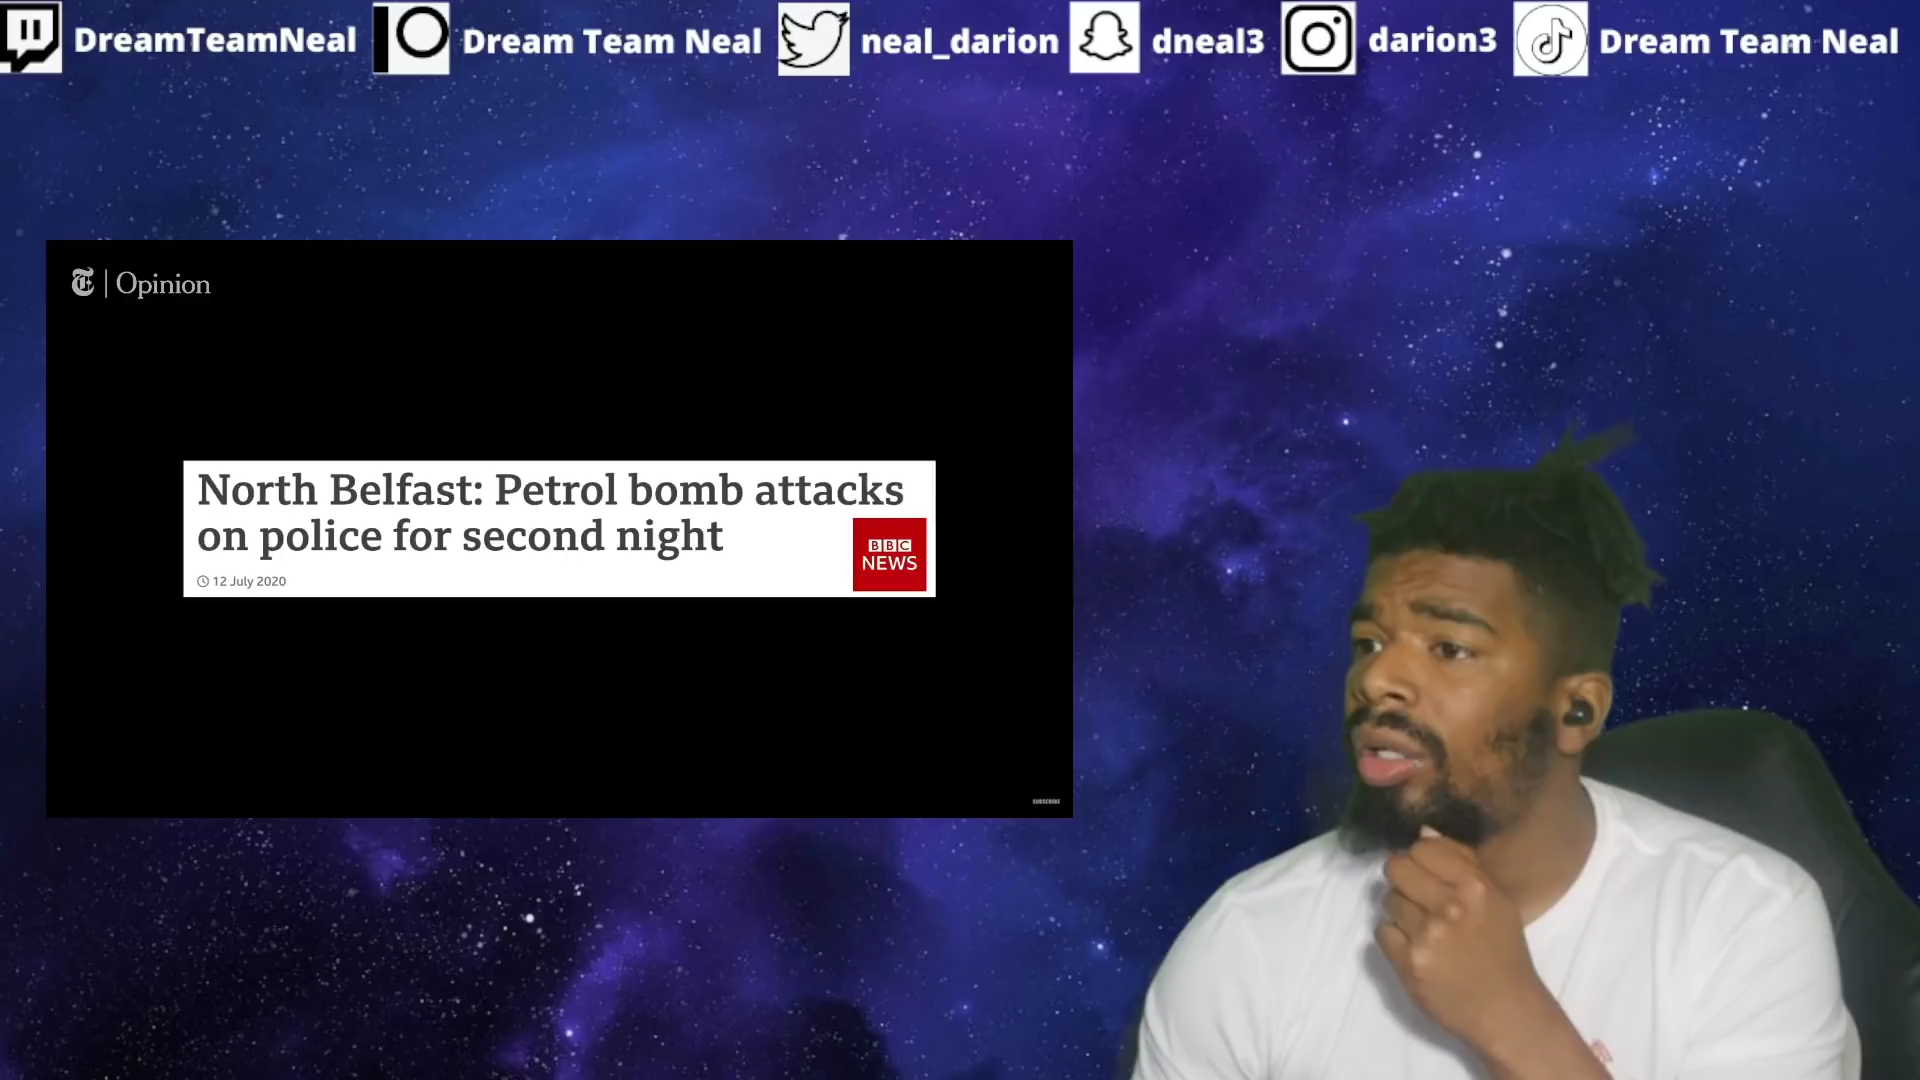 DreamTeamNeal Dream Team Neal neal_darion dneal3 darion3 Dream Team Neal
T | Opinion
North Belfast: Petrol bomb attacks
on police for second night
12 July 2020
BBC
NEWS
SUBSCRIBE